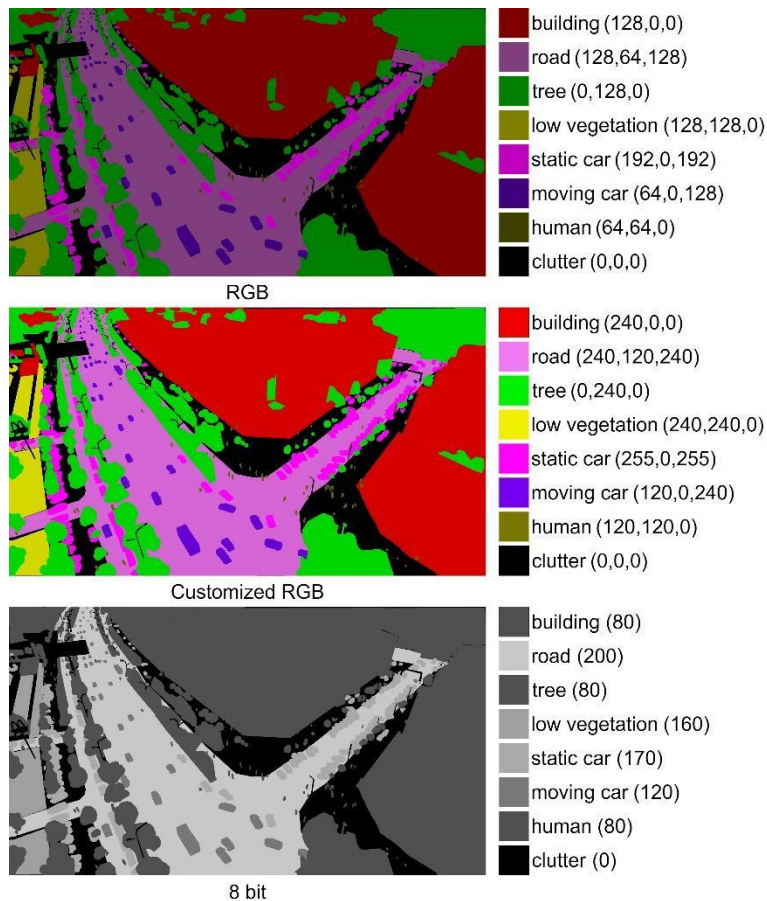 building (128,0,0)
road (128,64,128)
tree (0,128,0)
low vegetation (128,128,0)
static car (192,0,192)
moving car (64,0,128)
human (64,64,0)
clutter (0,0,0)
RGB
building (240,0,0)
road (240,120,240)
tree (0,240,0)
low vegetation (240,240,0)
static car (255,0,255)
moving car (120,0,240)
human (120,120,0)
clutter (0,0,0)
Customized RGB
building (80)
road (200)
tree (80)
low vegetation (160)
static car (170)
moving car (120)
human (80)
clutter (0)
8 bit